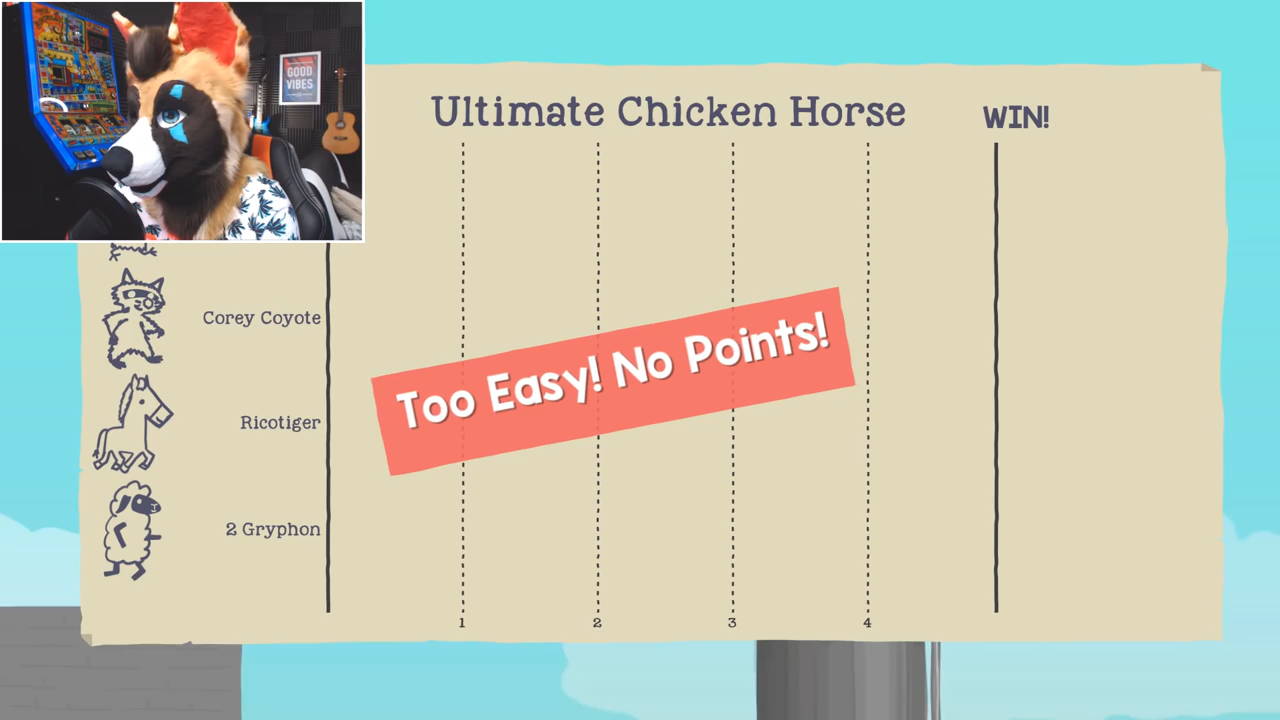 GOOD
VIBES
Ultimate Chicken Horse
WIN!
Corey Coyote
Too Easy! No Points!
Ricotiger
2 Gryphon
1 2 3 4